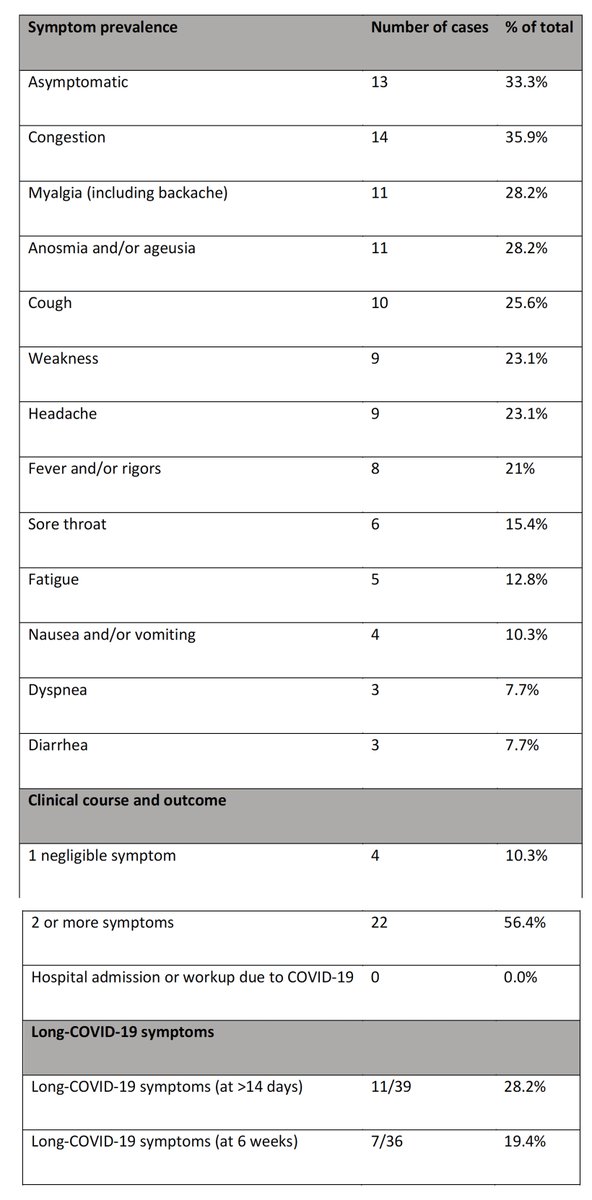 Symptom prevalence Number of cases % of total
Asymptomatic 13 33.3%
Congestion 14 35.9%
Myalgia (including backache) 11 28.2%
Anosmia and/or ageusia 11 28.2%
Cough 10 25.6%
Weakness 9 23.1%
Headache 9 23.1%
Fever and/or rigors 8 21%
Sore throat 6 15.4%
Fatigue 5 12.8%
Nausea and/or vomiting 4 10.3%
Dyspnea 3 7.7%
Diarrhea 3 7.7%
Clinical course and outcome
1 negligible symptom 4 10.3%
2 or more symptoms 22 56.4%
Hospital admission or workup due to COVID-19 0 0.0%
Long-COVID-19 symptoms
Long-COVID-19 symptoms (at >14 days) 11/39 28.2%
Long-COVID-19 symptoms (at 6 weeks) 7/36 19.4%